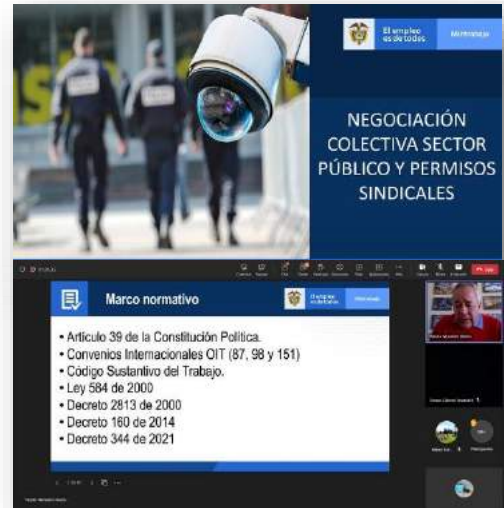 El empleo
es de todos
Mintrabajo
NEGOCIACIÓN
COLECTIVA SECTOR
PÚBLICO Y PERMISOS
SINDICALES
Marco normativo
• Artículo 39 de la Constitución Política.
• Convenios Internacionales OIT (87, 98 y 151)
• Código Sustantivo del Trabajo.
• Ley 584 de 2000
• Decreto 2813 de 2000
• Decreto 160 de 2014
• Decreto 344 de 2021